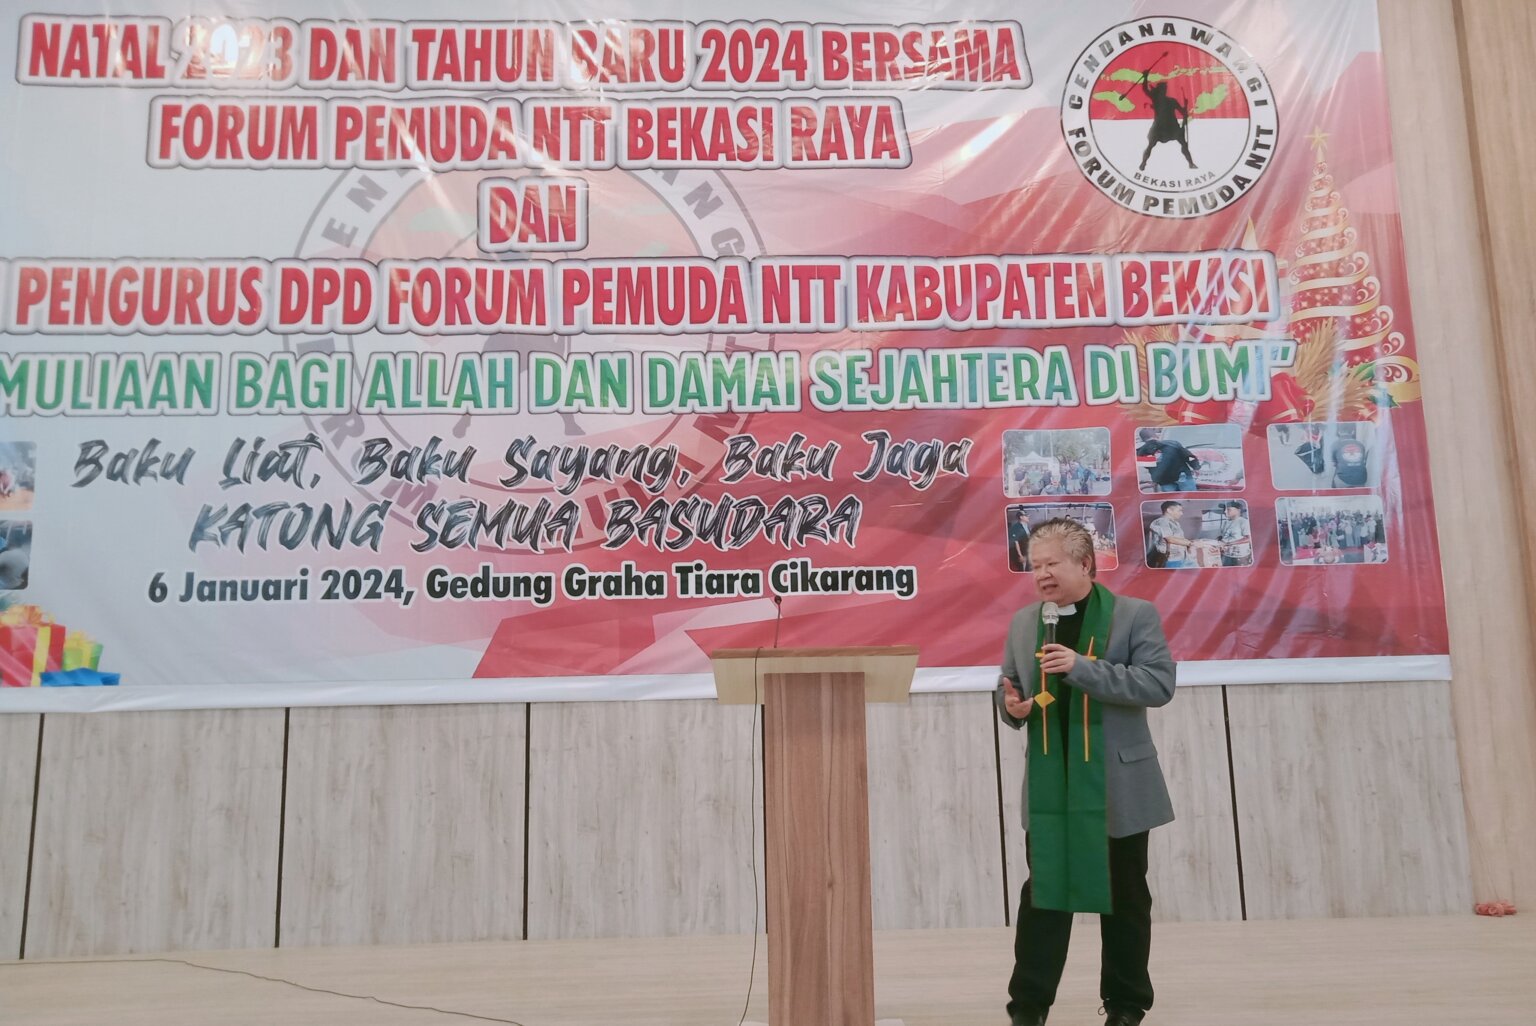 NATAL 2023 DAN TAHUN BARU 2024 BERSAMA
FORUM PEMUDA NTT BEKASI RAYA
DAN
PENGURUS DPD FORUM PEMUDA NTT KABUPATEN BEKASI
MULIAAN BAGI ALLAH DAN DAMAI SEJAHTERA DI BUMI"
Baku Liat, Baku Sayang, Baku Jaga
KATONG SEMUA BASUDARA
6 Januari 2024, Gedung Graha Tiara Cikarang
CENDANA WANGI
BEKASI RAYA
FORUM PEMUDA NTT